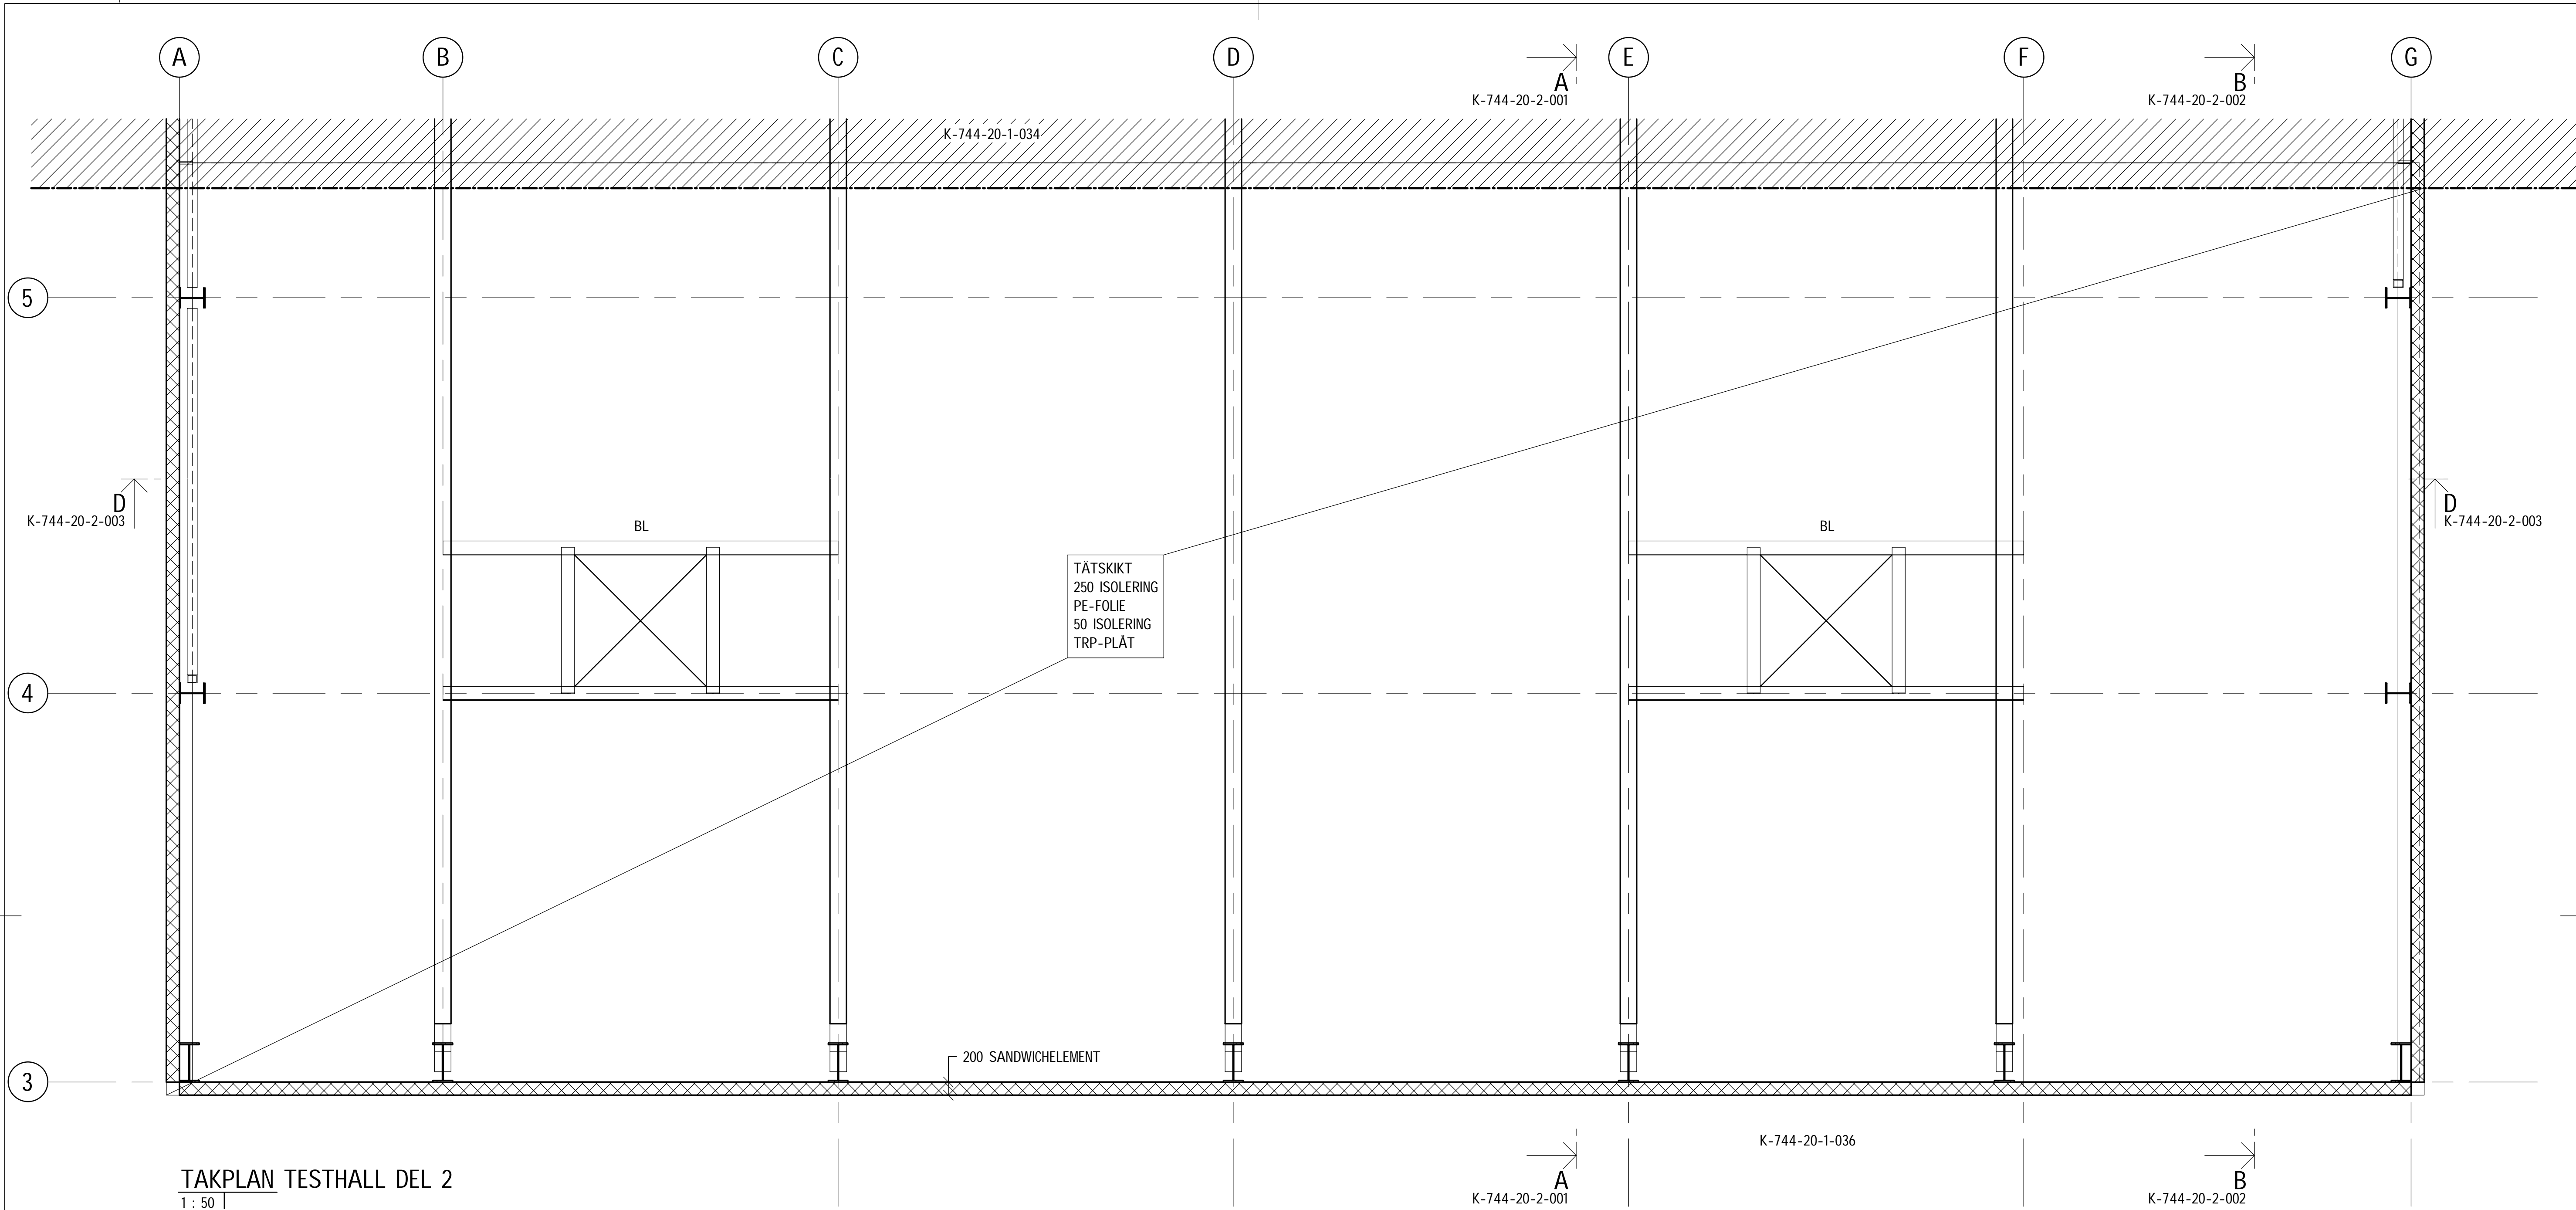 A
B
C
D
E
F
G
A
K-744-20-2-001
B
K-744-20-2-002
K-744-20-1-034
5
D
K-744-20-2-003
D
K-744-20-2-003
BL
BL
TÄTSKIKT
250 ISOLERING
PE-FOLIE
50 ISOLERING
TRP-PLÅT
4
200 SANDWICHELEMENT
3
K-744-20-1-036
A
K-744-20-2-001
B
K-744-20-2-002
TAKPLAN TESTHALL DEL 2
1 : 50